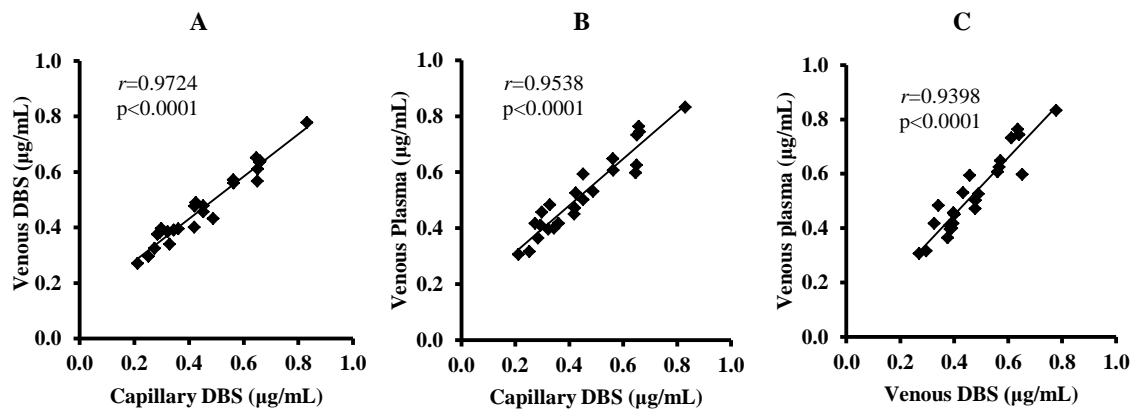 A
r=0.9724
p<0.0001
Venous DBS (µg/mL)
1.0
0.8
0.6
0.4
0.2
0.0
0.0 0.2 0.4 0.6 0.8 1.0
Capillary DBS (µg/mL)
B
r=0.9538
p<0.0001
Venous Plasma (µg/mL)
1.0
0.8
0.6
0.4
0.2
0.0
0.0 0.2 0.4 0.6 0.8 1.0
Capillary DBS (µg/mL)
C
r=0.9398
p<0.0001
Venous plasma (µg/mL)
1.0
0.8
0.6
0.4
0.2
0.0
0.0 0.2 0.4 0.6 0.8 1.0
Venous DBS (µg/mL)